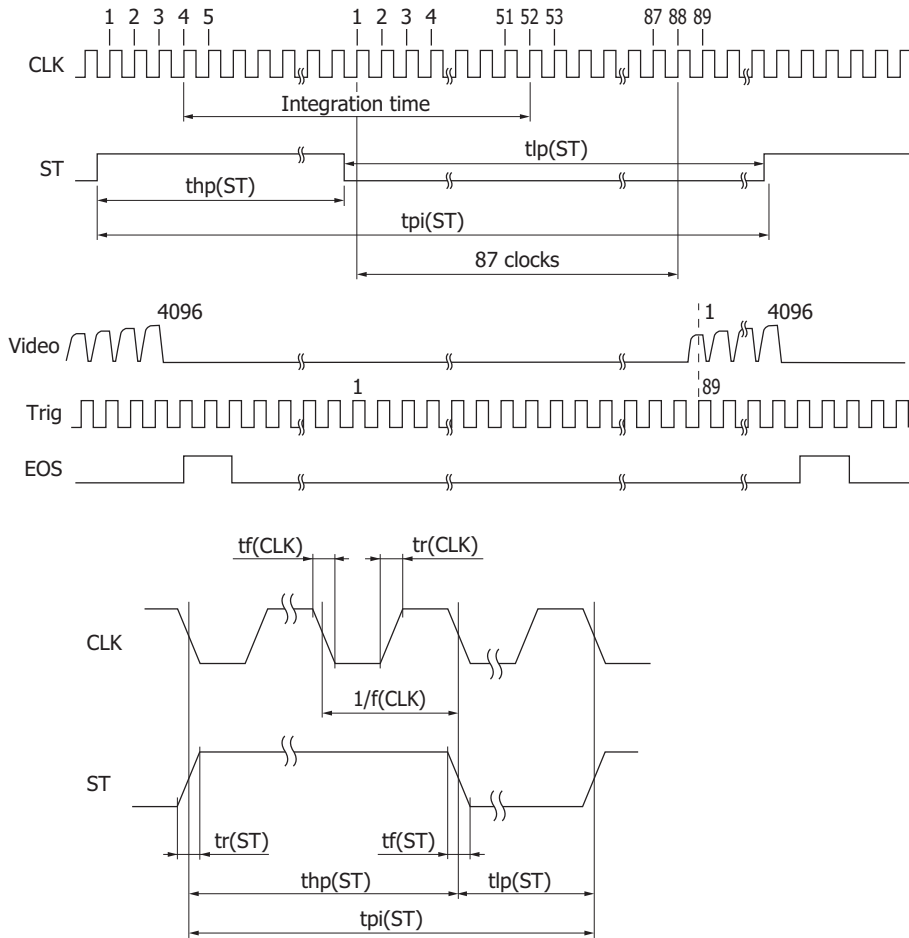 1 2 3 4 5 1 2 3 4 51 52 53 87 88 89
CLK
Integration time
ST
tlp(ST)
thp(ST)
tpi(ST)
87 clocks
4096 1 4096
Video
1 89
Trig
EOS
tf(CLK) tr(CLK)
CLK
1/f(CLK)
ST
tr(ST) tf(ST)
thp(ST) tlp(ST)
tpi(ST)